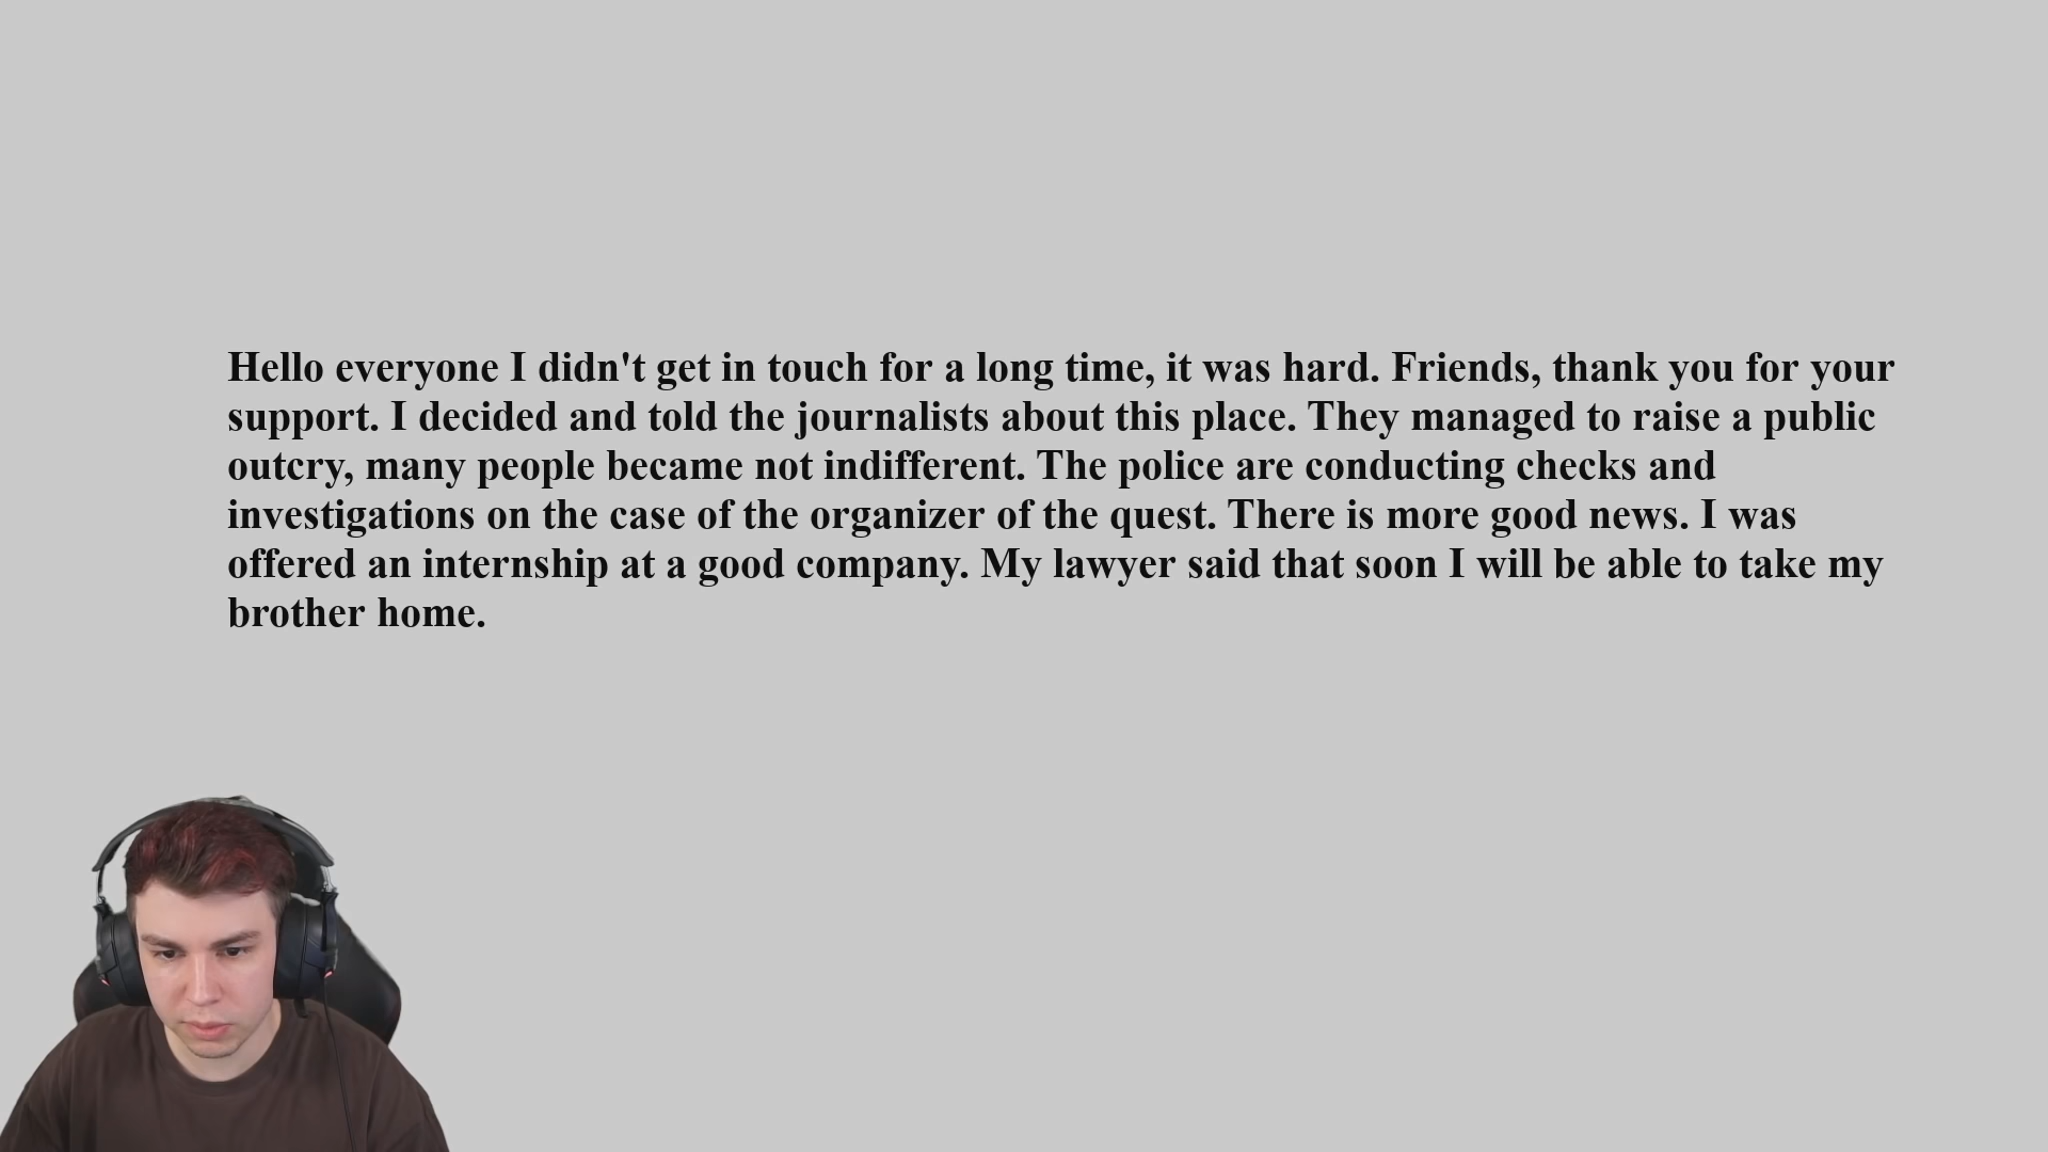 Hello everyone I didn't get in touch for a long time, it was hard. Friends, thank you for your
support. I decided and told the journalists about this place. They managed to raise a public
outcry, many people became not indifferent. The police are conducting checks and
investigations on the case of the organizer of the quest. There is more good news. I was
offered an internship at a good company. My lawyer said that soon I will be able to take my
brother home.